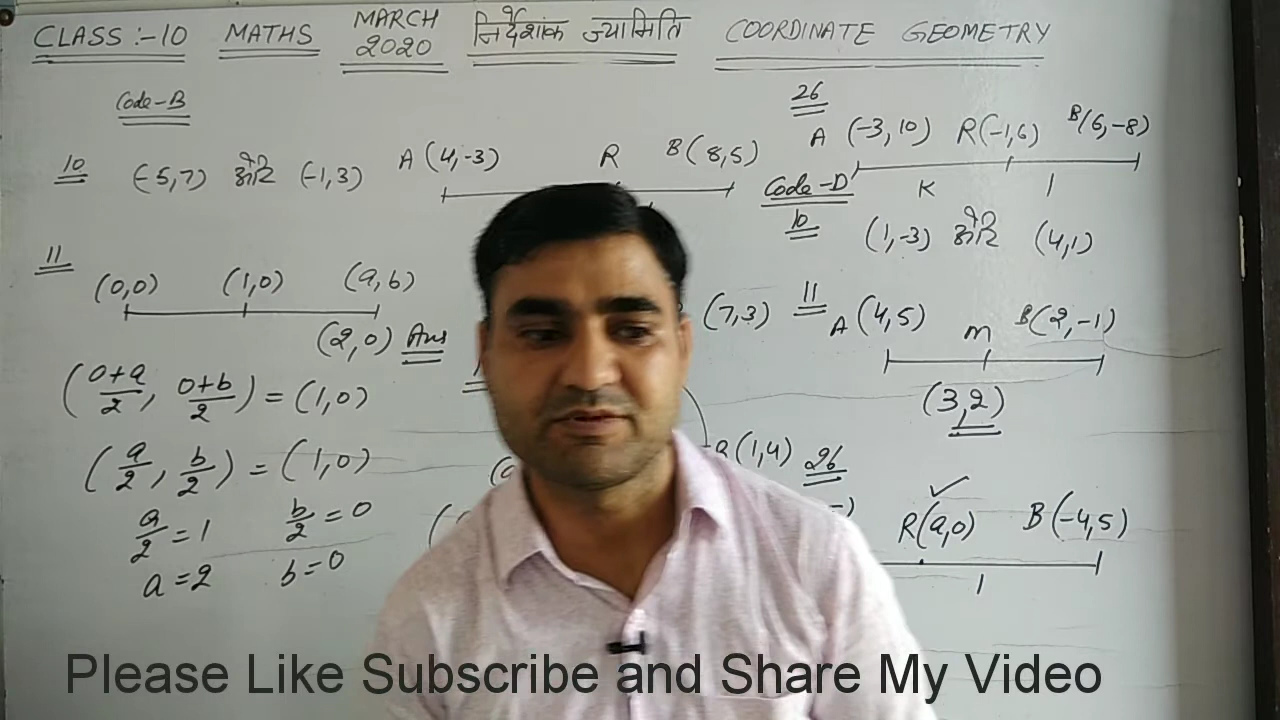 CLASS :-10 MATHS MARCH 2020 निर्देशांक ज्यामिति COORDINATE GEOMETRY
Code-B
10 (-5,7) और (-1,3)
A (4,-3) R B(8,5)
11
(0,0) (1,0) (a,b)
(2,0) Ans
(0+a/2, 0+b/2) = (1,0)
(a/2, b/2) = (1,0)
a/2 = 1 b/2 = 0
a = 2 b = 0
(7,3)
Q(1,4)
26
A (-3,10) R(-1,6) B(6,-8)
K 1
Code-D
10 (1,-3) और (4,1)
11 A (4,5) m B(2,-1)
(3,2)
26
R(a,0) B(-4,5)
1
Please Like Subscribe and Share My Video